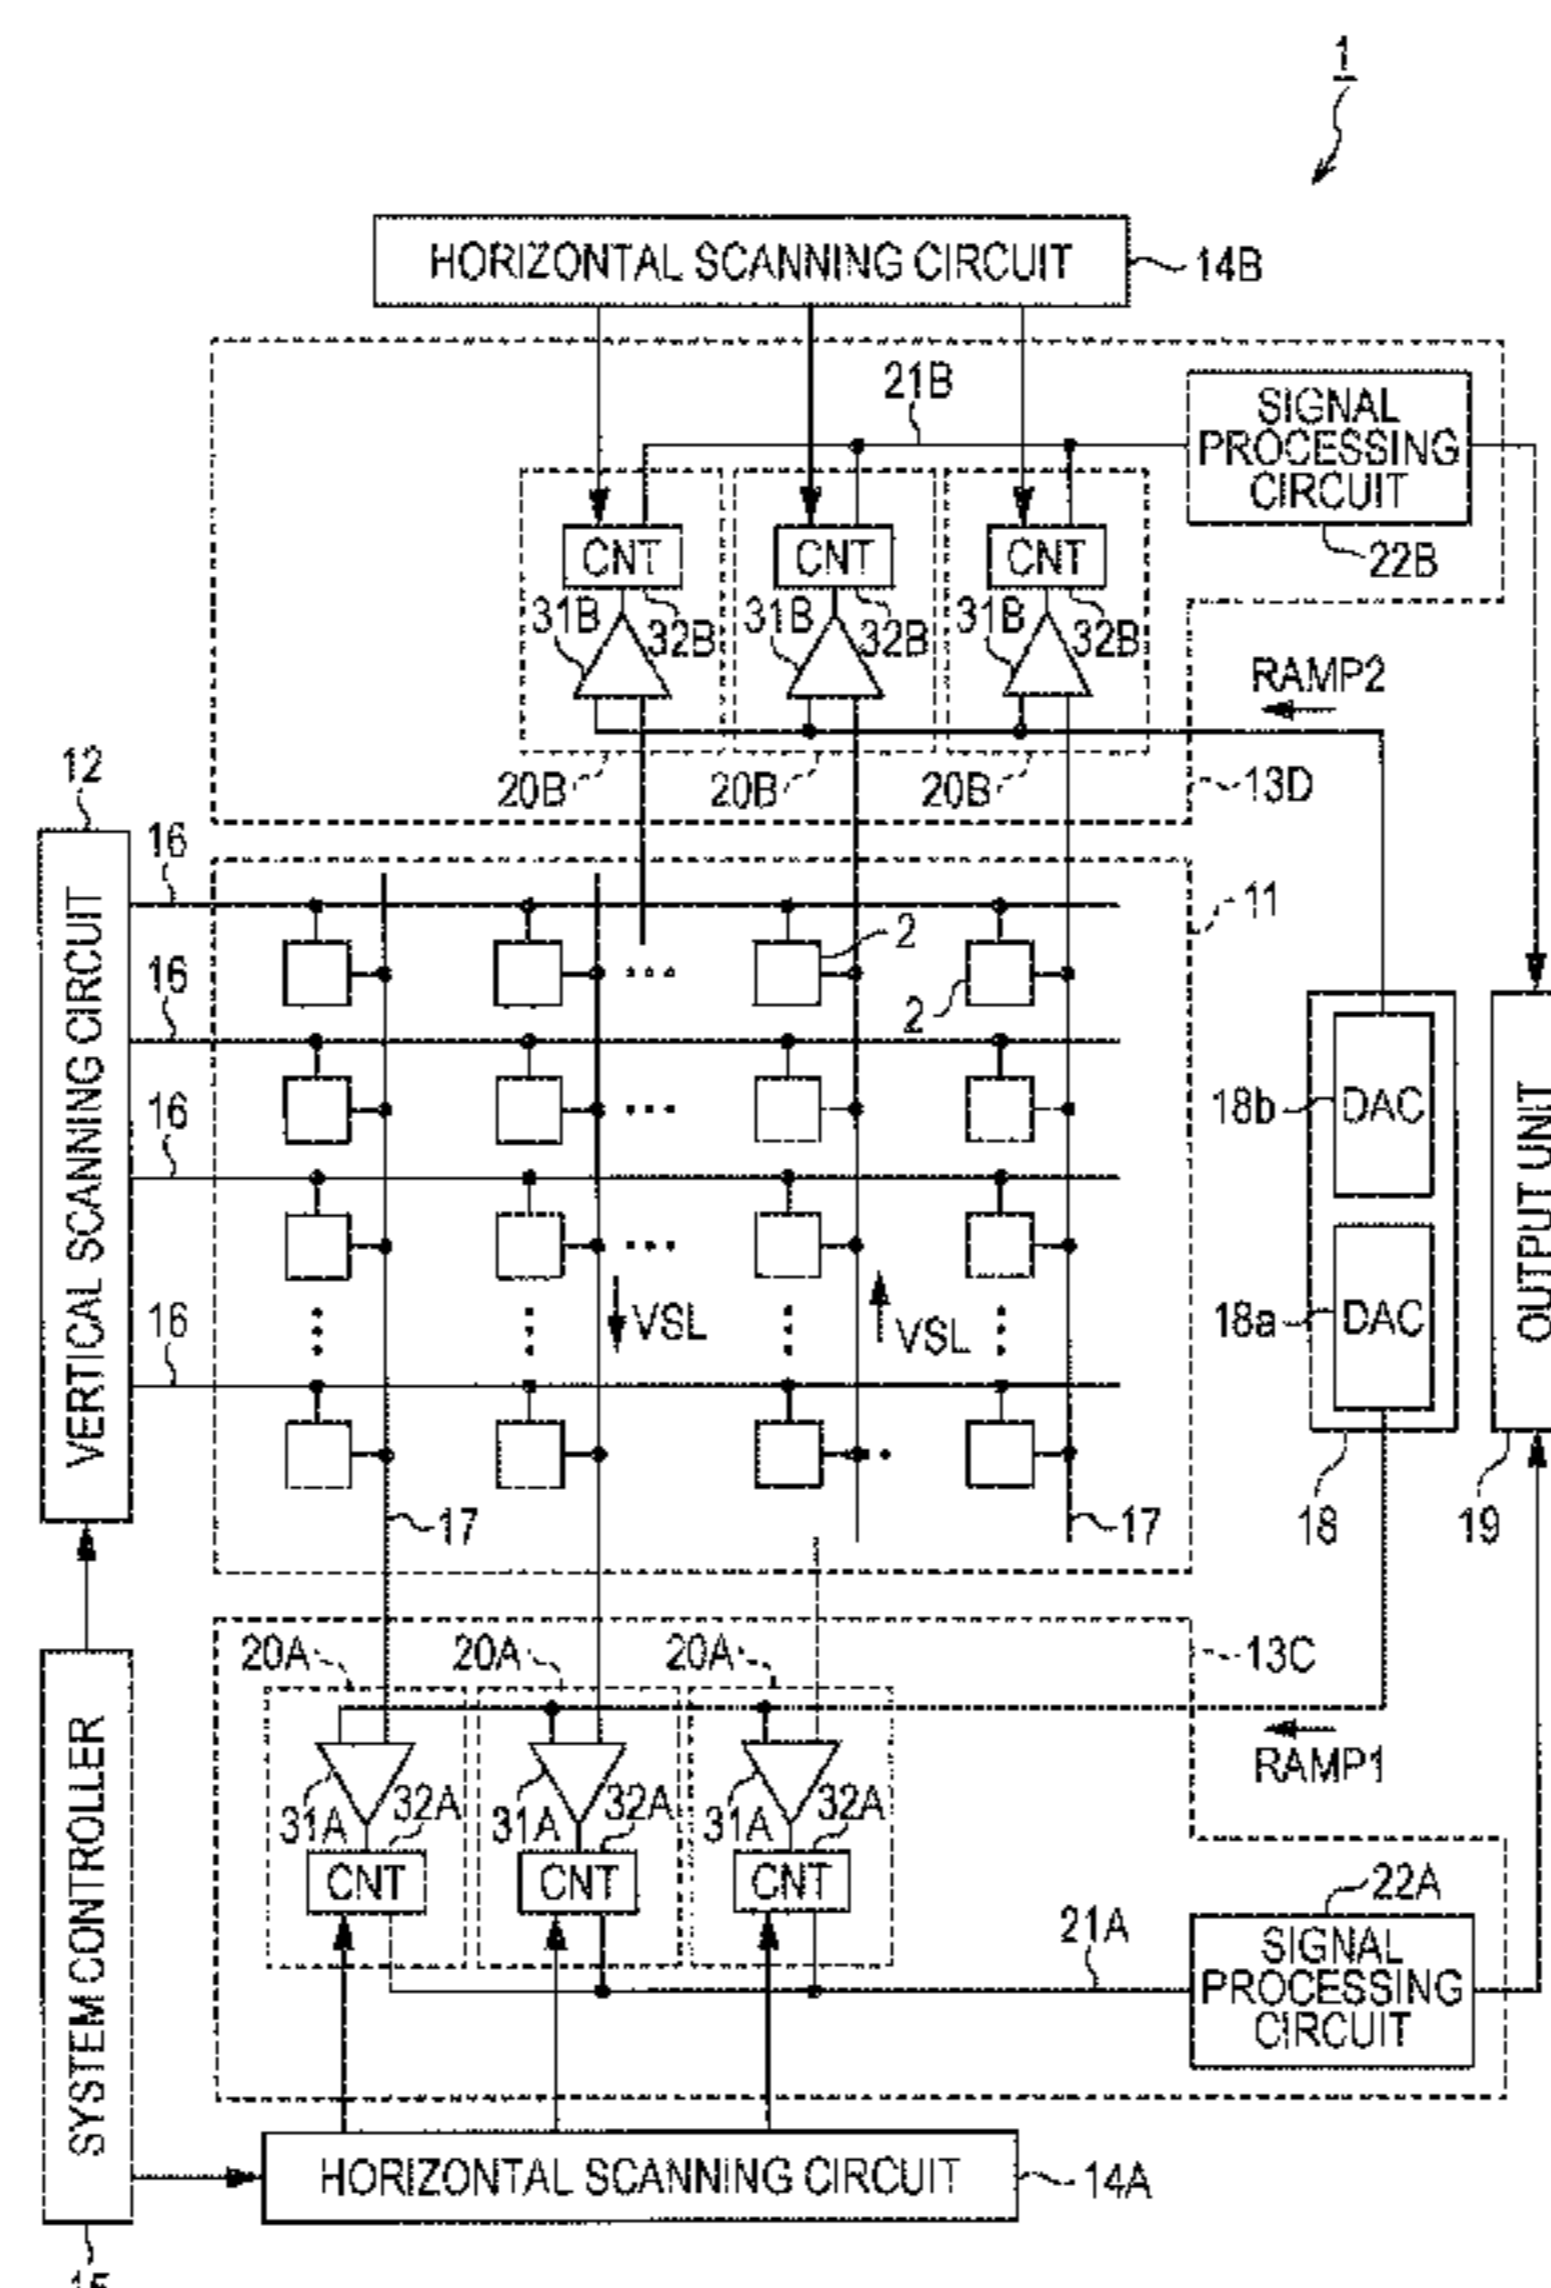 1
HORIZONTAL SCANNING CIRCUIT
14B
21B
SIGNAL
PROCESSING
CIRCUIT
22B
CNT
CNT
CNT
31B
32B
31B
32B
31B
32B
RAMP2
20B
20B
20B
13D
12
VERTICAL SCANNING CIRCUIT
16
16
16
16
11
2
2
18b
DAC
18a
DAC
OUTPUT UNIT
VSL
VSL
17
17
18
19
20A
20A
20A
13C
RAMP1
31A
32A
31A
32A
31A
32A
CNT
CNT
CNT
22A
21A
SIGNAL
PROCESSING
CIRCUIT
SYSTEM CONTROLLER
HORIZONTAL SCANNING CIRCUIT
14A
15